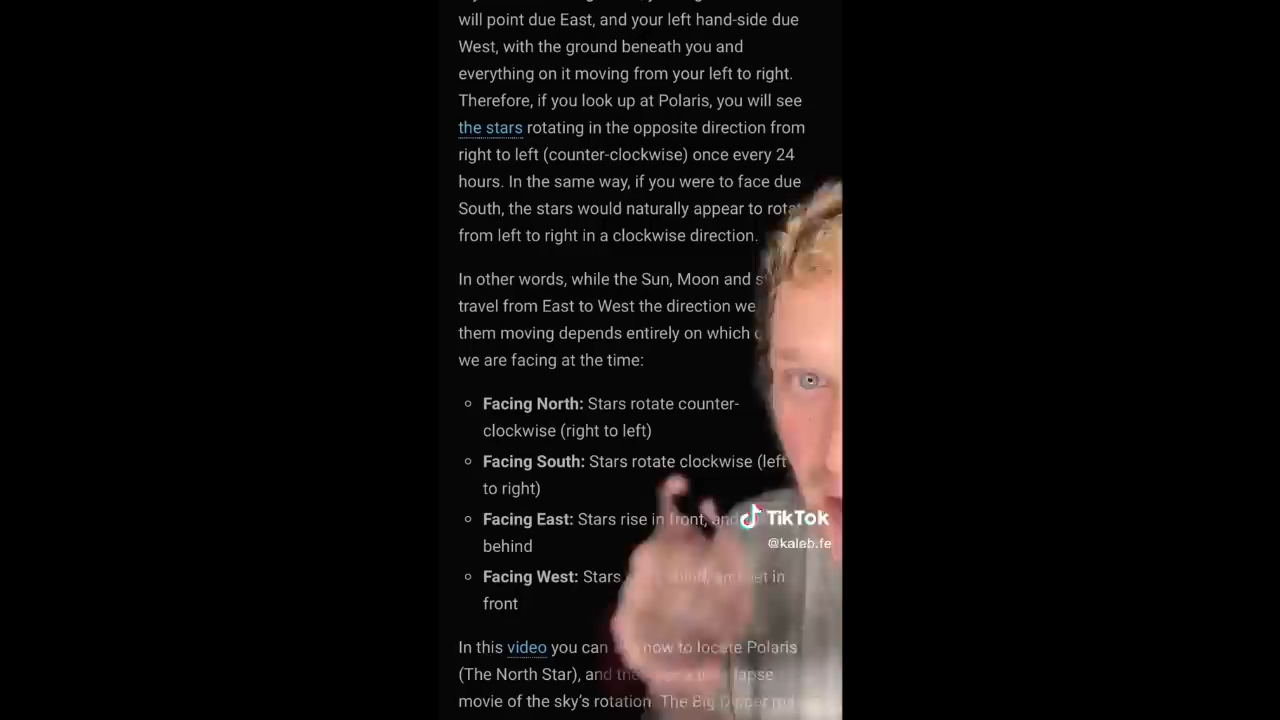 will point due East, and your left hand-side due
West, with the ground beneath you and
everything on it moving from your left to right.
Therefore, if you look up at Polaris, you will see
the stars rotating in the opposite direction from
right to left (counter-clockwise) once every 24
hours. In the same way, if you were to face due
South, the stars would naturally appear to
from left to right in a clockwise direction.
In other words, while the Sun, Moon and
travel from East to West the direction we
them moving depends entirely on which
we are facing at the time:
Facing North: Stars rotate counter-
clockwise (right to left)
Facing South: Stars rotate clockwise (left
to right)
Facing East: Stars rise in front, and
behind
Facing West: Stars in
front
In this video you can how to locate Polaris
(The North Star), and
movie of the sky's rotation. The Big Dipper
TikTok
@kaleb.fe